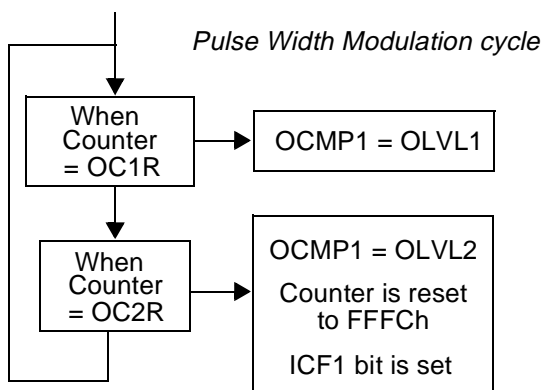 Pulse Width Modulation cycle
When
Counter
= OC1R
OCMP1 = OLVL1
When
Counter
= OC2R
OCMP1 = OLVL2
Counter is reset
to FFFCh
ICF1 bit is set